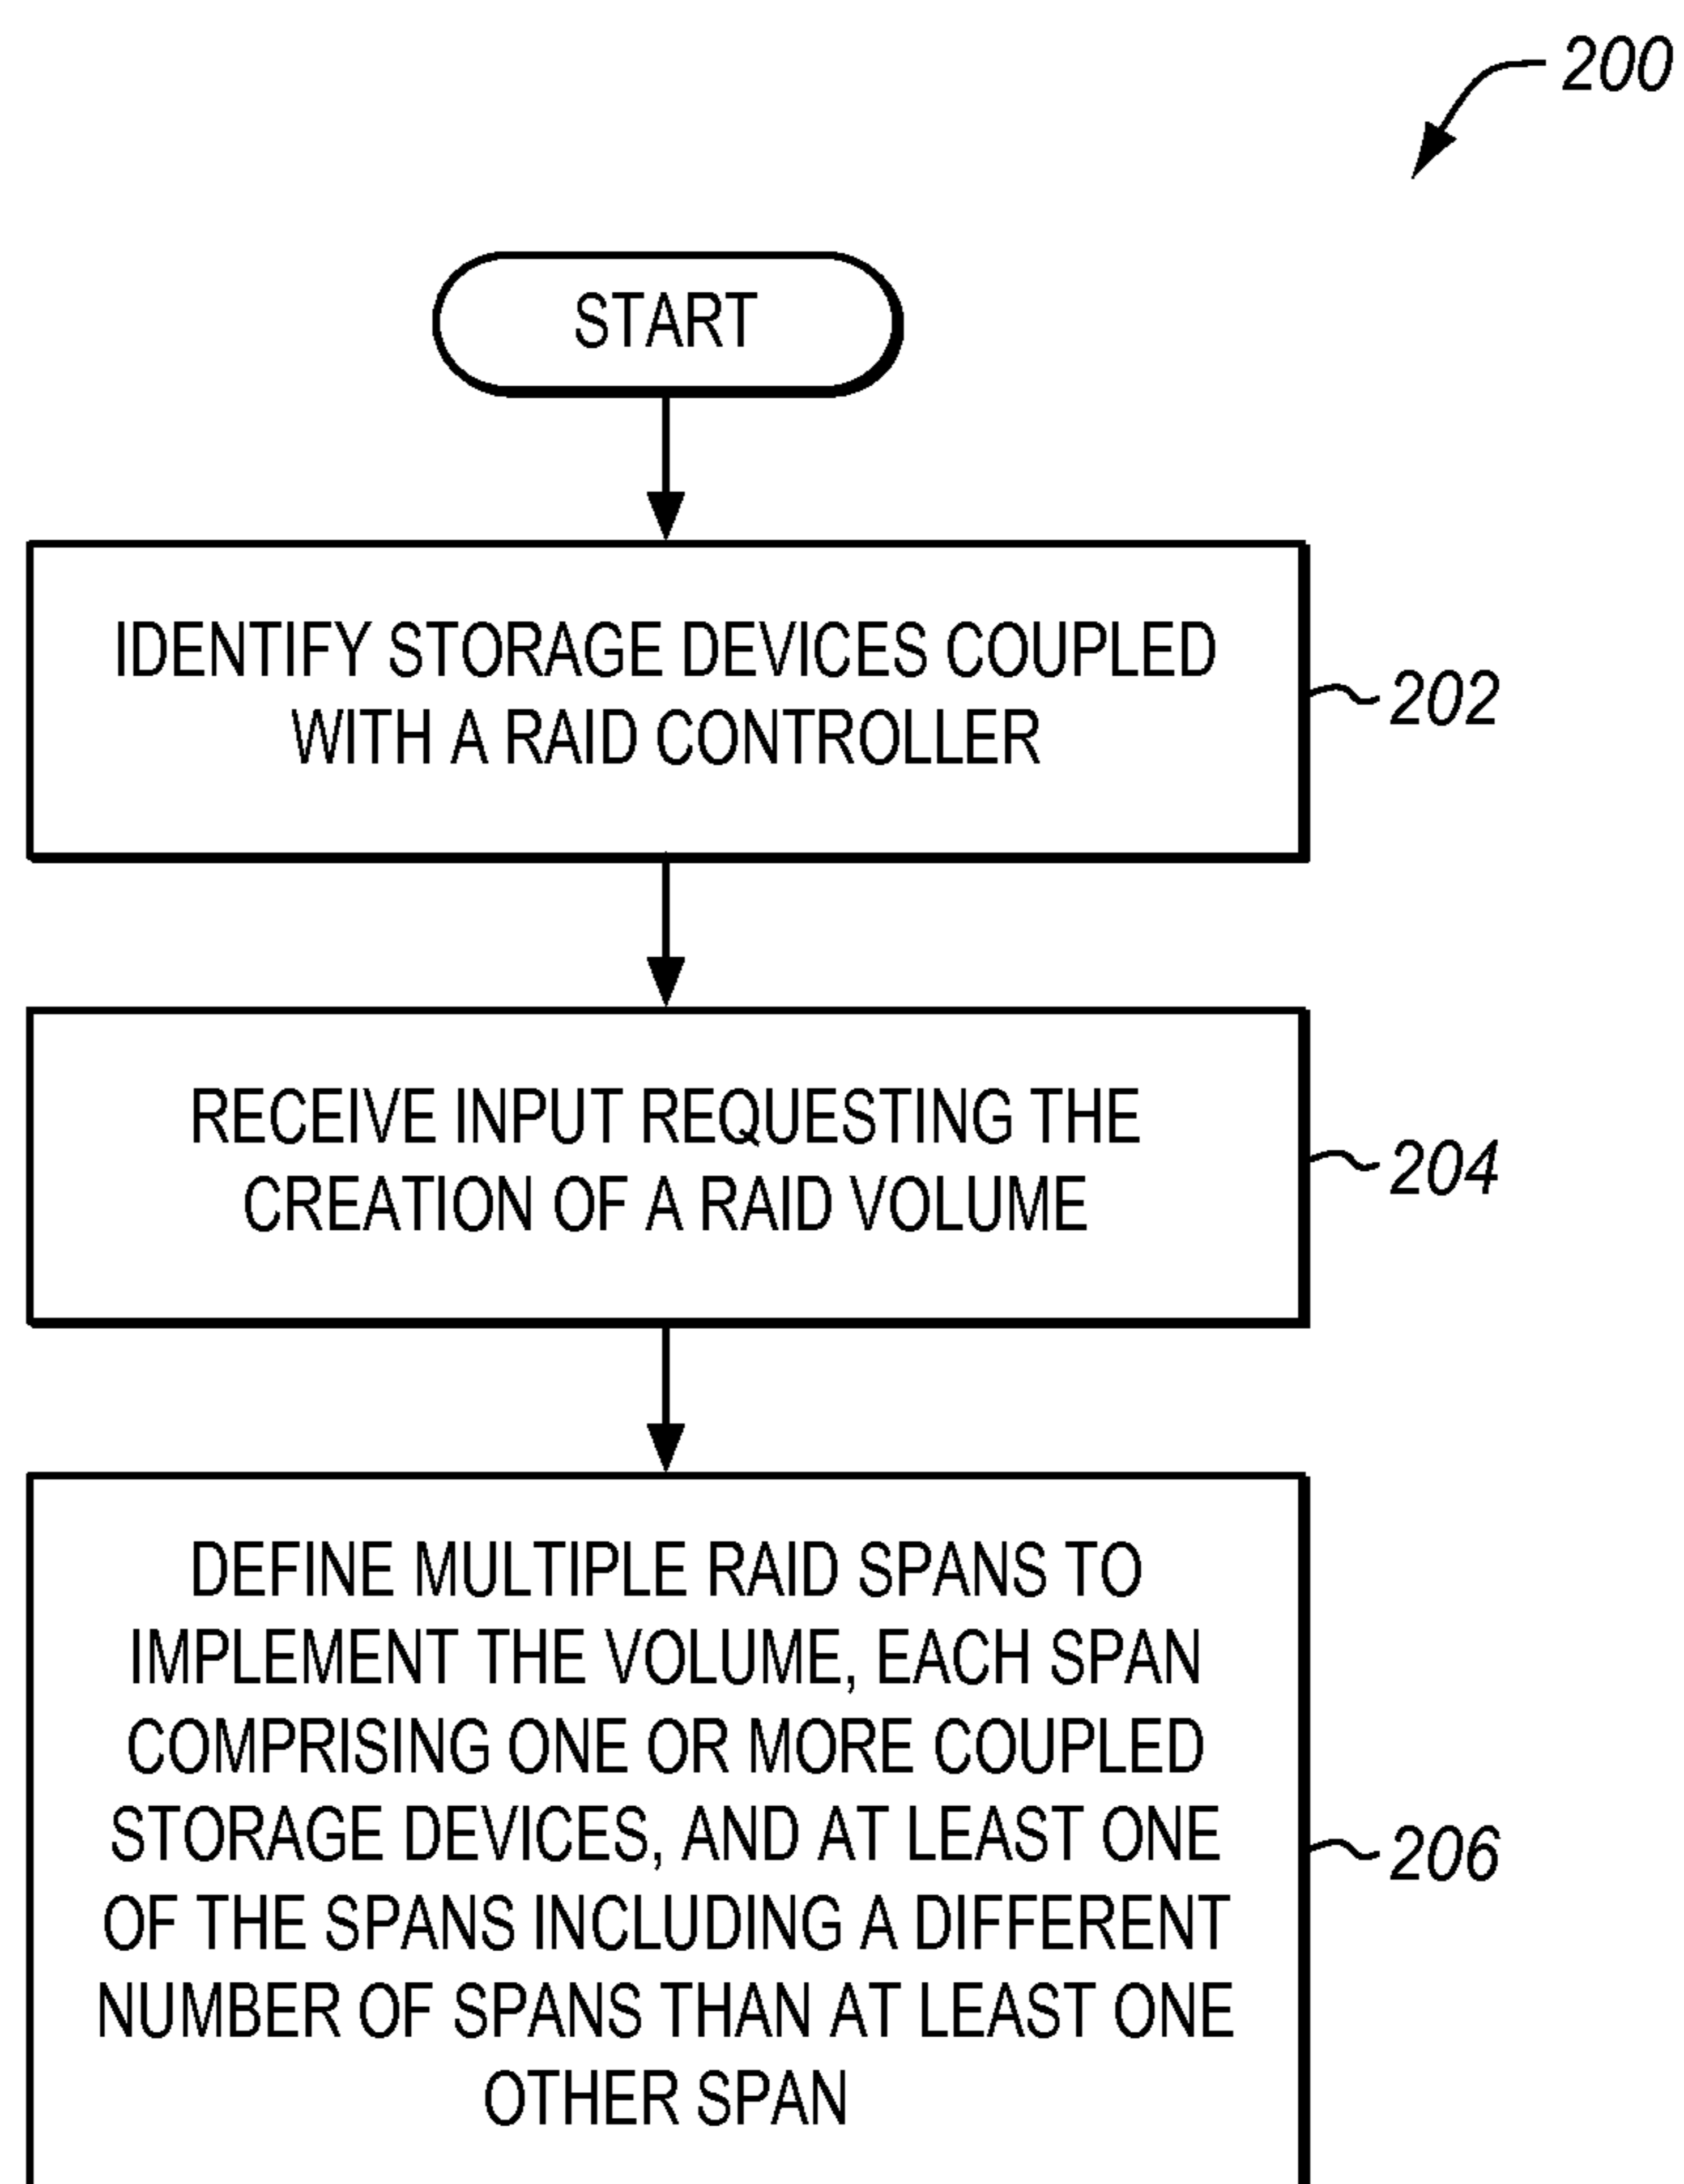 200
START
IDENTIFY STORAGE DEVICES COUPLED
WITH A RAID CONTROLLER
202
RECEIVE INPUT REQUESTING THE
CREATION OF A RAID VOLUME
204
DEFINE MULTIPLE RAID SPANS TO
IMPLEMENT THE VOLUME, EACH SPAN
COMPRISING ONE OR MORE COUPLED
STORAGE DEVICES, AND AT LEAST ONE
OF THE SPANS INCLUDING A DIFFERENT
NUMBER OF SPANS THAN AT LEAST ONE
OTHER SPAN
206